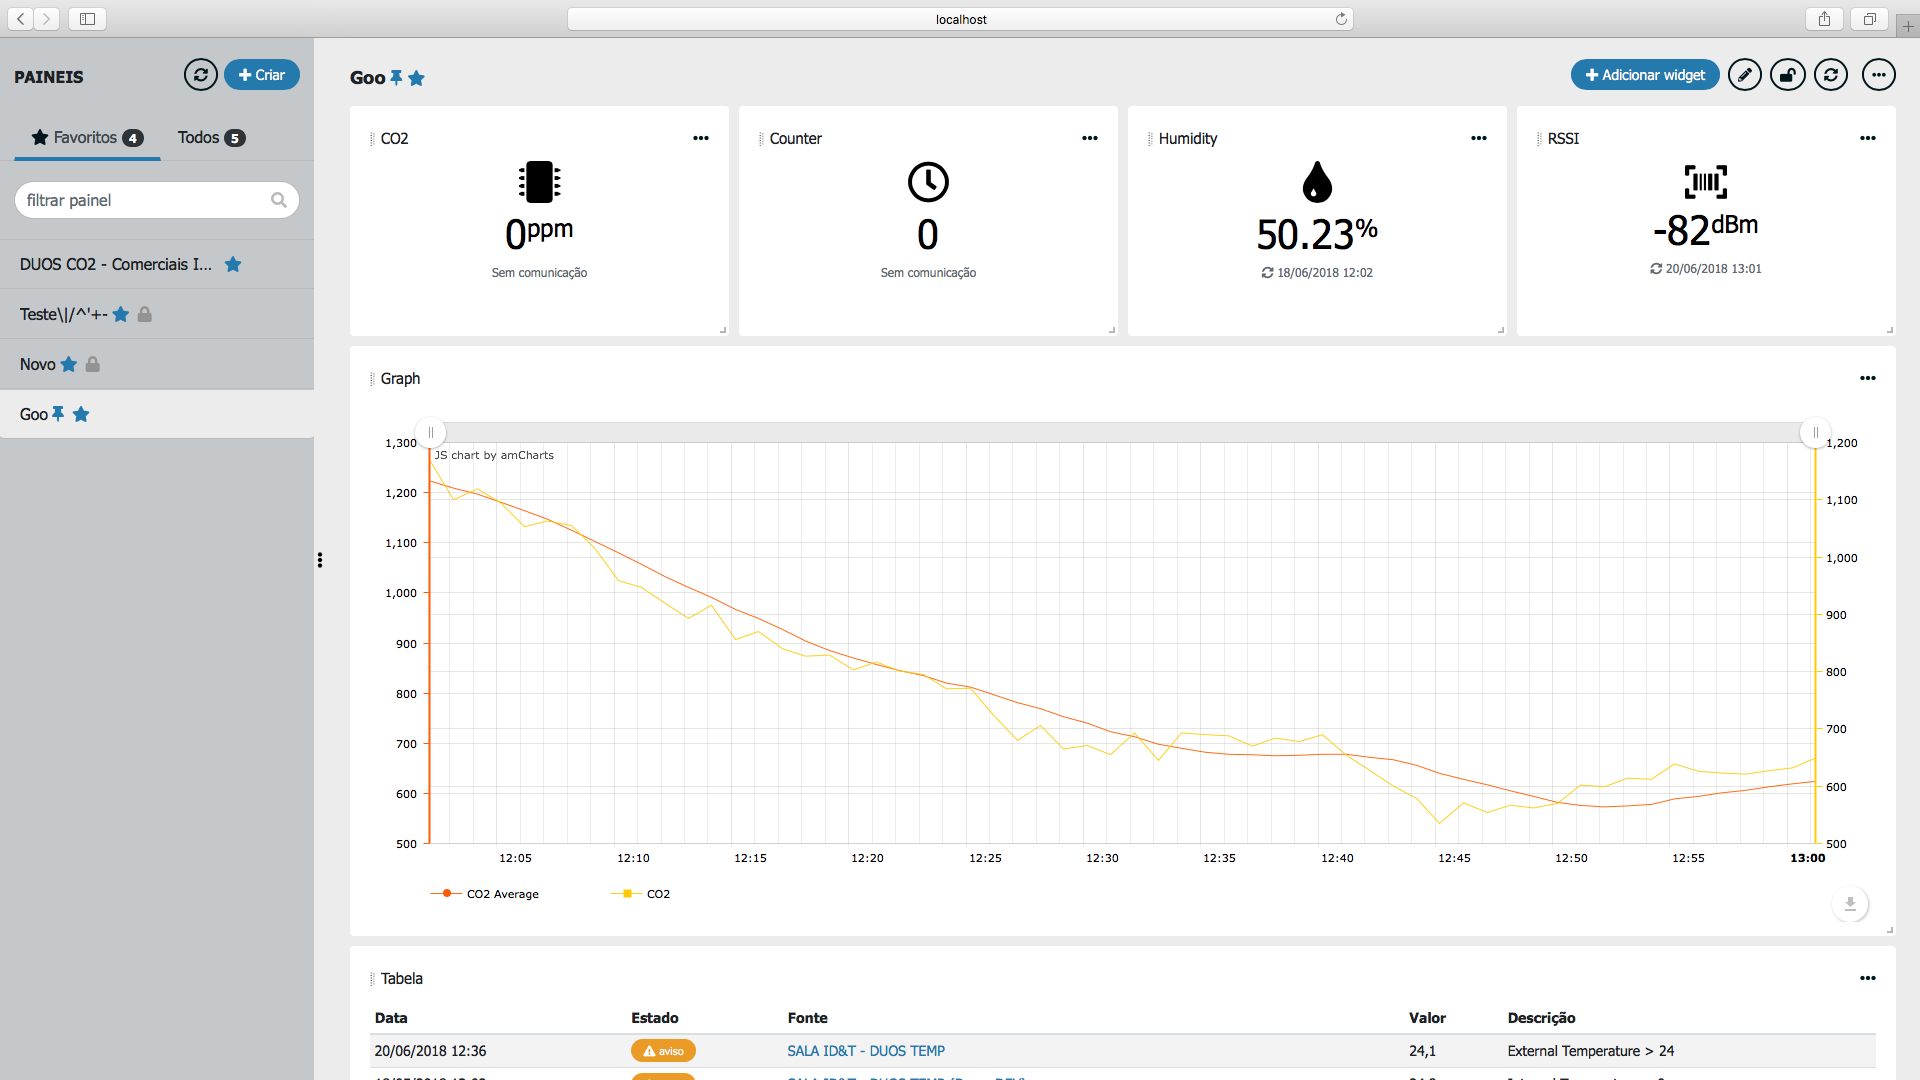 localhost
PAINEIS
Criar
Favoritos 4
Todos 5
filtrar painel
DUOS CO2 - Comerciais I...
Teste\|/^'+-
Novo
Goo
Goo
Adicionar widget
CO2
0ppm
Sem comunicação
Counter
0
Sem comunicação
Humidity
50.23%
18/06/2018 12:02
RSSI
-82dBm
20/06/2018 13:01
Graph
JS chart by amCharts
1,300
1,200
1,100
1,000
900
800
700
600
500
1,200
1,100
1,000
900
800
700
600
500
12:05 12:10 12:15 12:20 12:25 12:30 12:35 12:40 12:45 12:50 12:55 13:00
CO2 Average CO2
Tabela
Data Estado Fonte Valor Descrição
20/06/2018 12:36 aviso SALA ID&T - DUOS TEMP 24,1 External Temperature > 24